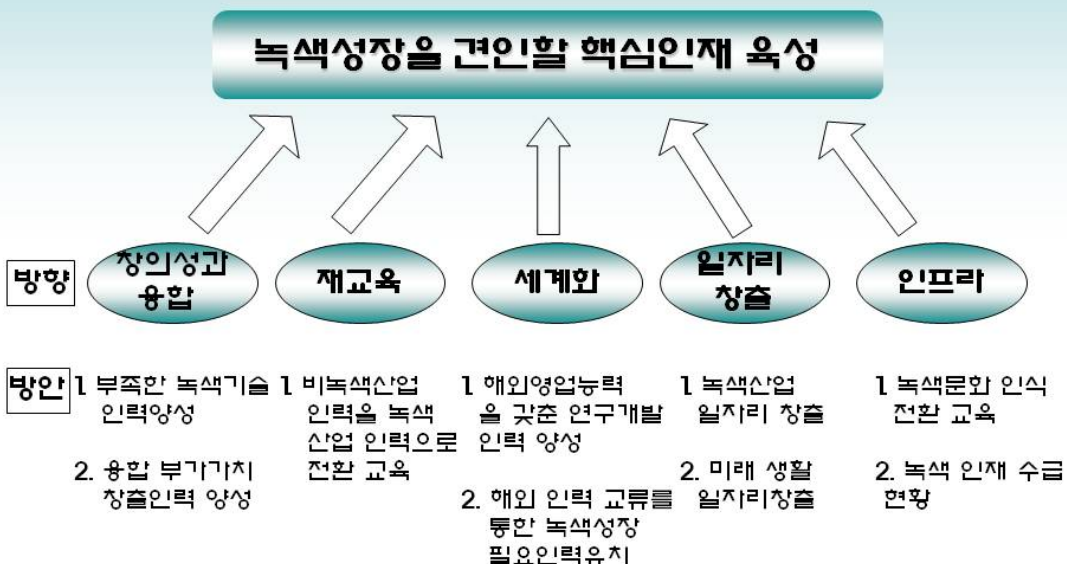 녹색성장을 견인할 핵심인재 육성
방향
창의성과
융합
재교육
세계화
일자리
창출
인프라
방안
1. 부족한 녹색기술
인력양성
2. 융합 부가가치
창출인력 양성
1. 비녹색산업
인력을 녹색
산업 인력으로
전환 교육
1. 해외영업능력
을 갖춘 연구개발
인력 양성
2. 해외 인력 교류를
통한 녹색성장
필요인력유치
1. 녹색산업
일자리 창출
2. 미래 생활
일자리창출
1. 녹색문화 인식
전환 교육
2. 녹색 인재 수급
현황